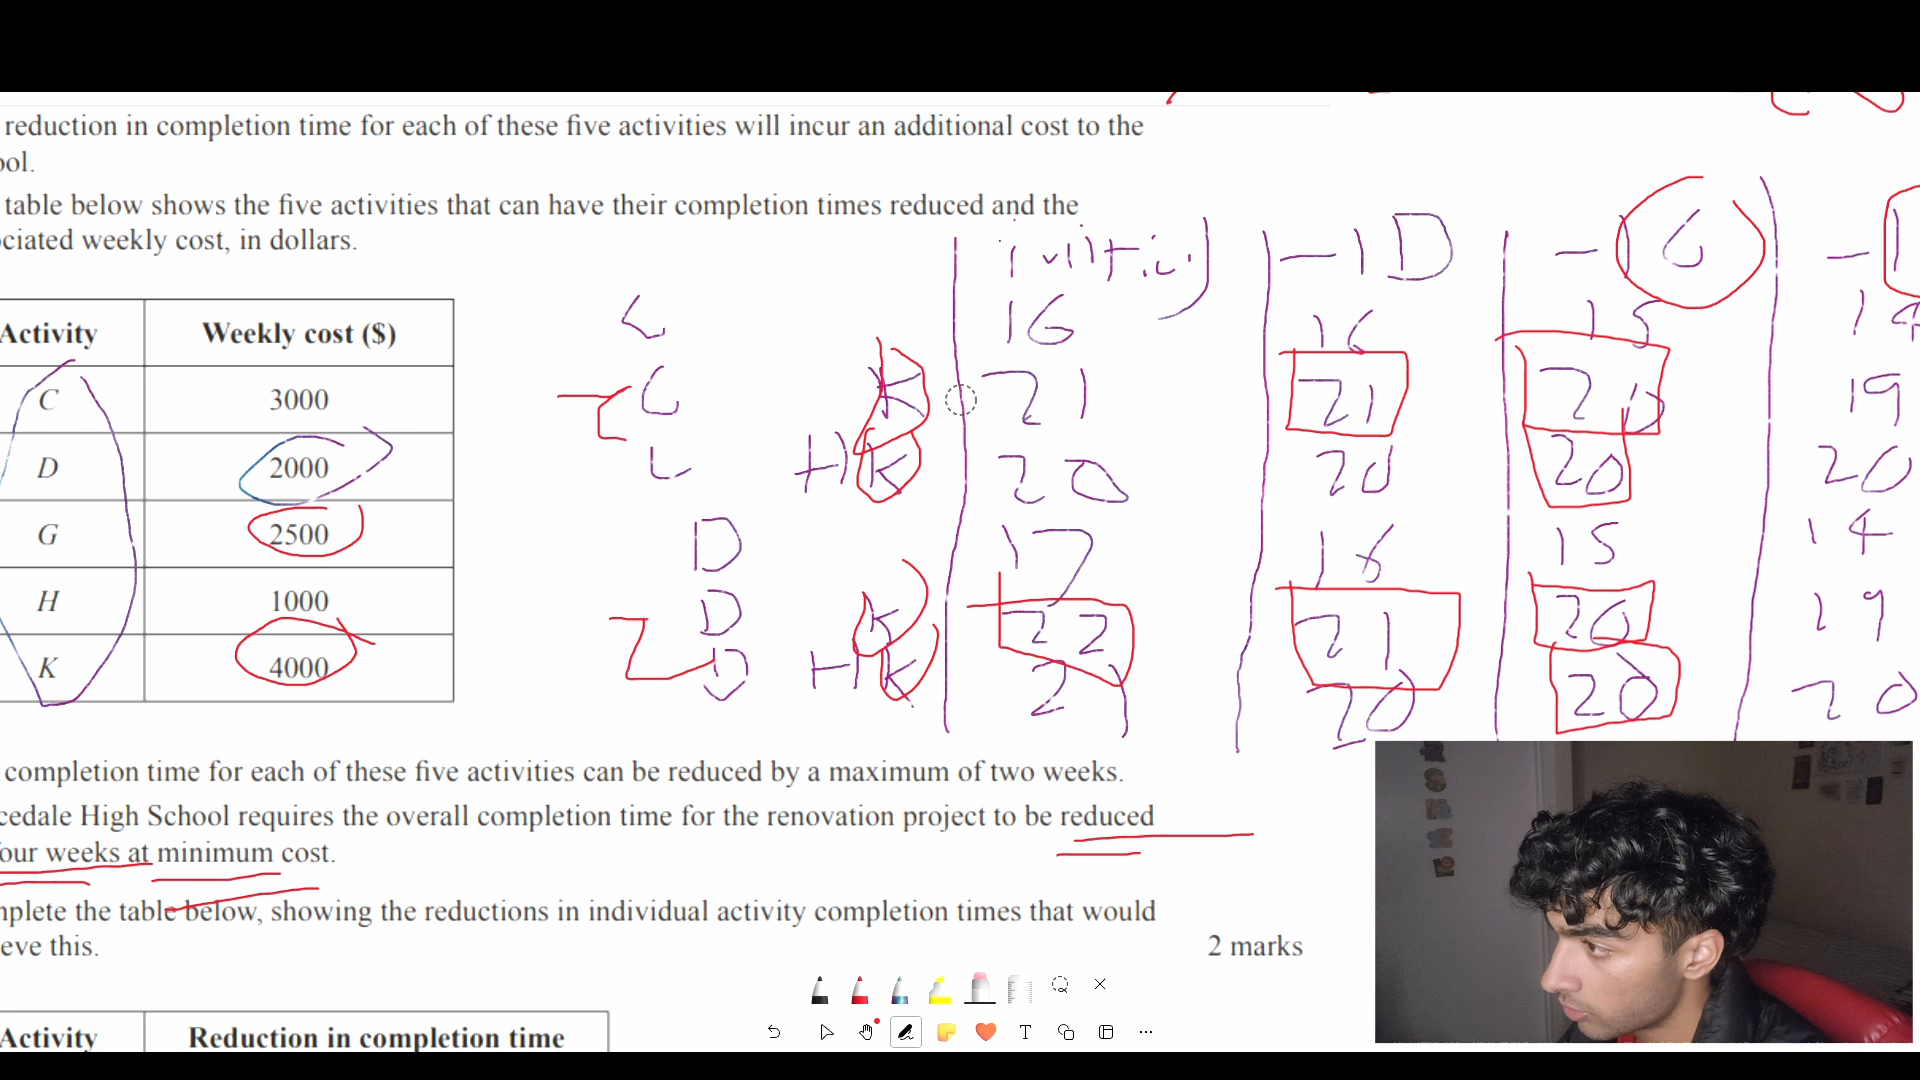 reduction in completion time for each of these five activities will incur an additional cost to the
ool.
table below shows the five activities that can have their completion times reduced and the
ciated weekly cost, in dollars.
Activity Weekly cost ($)
C 3000
D 2000
G 2500
H 1000
K 4000
initial -1D -1G -1
C 16 16 15 14
C K 21 21 20 19
C H K 20 20 20 20
D 17 16 15 14
D K 22 21 20 19
D H K 21 20 20 20
completion time for each of these five activities can be reduced by a maximum of two weeks.
cedale High School requires the overall completion time for the renovation project to be reduced
our weeks at minimum cost.
mplete the table below, showing the reductions in individual activity completion times that would
eve this.
2 marks
Activity Reduction in completion time
T